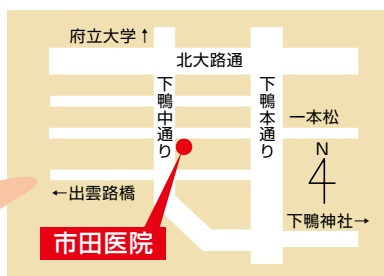 府立大学↑
北大路通
下鴨中通り
下鴨本通り
一本松
N
←出雲路橋
下鴨神社→
市田医院